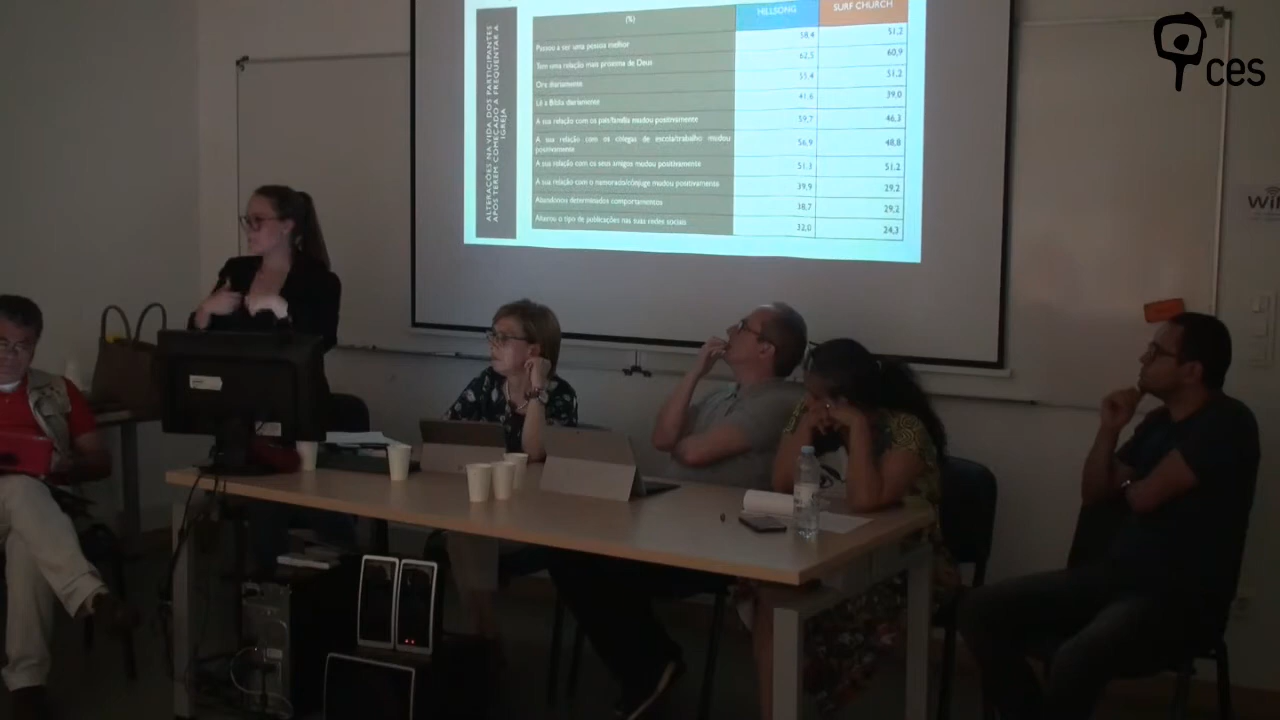 ces
ALTERAÇÕES NA VIDA DOS PARTICIPANTES
APÓS TEREM COMEÇADO A FREQUENTAR A
IGREJA
(%) HILLSONG SURF CHURCH
Passou a ser uma pessoa melhor 58,4 51,2
Tem uma relação mais próxima de Deus 62,5 60,9
Ora diariamente 55,4 51,2
Lê a Bíblia diariamente 41,6 39,0
A sua relação com os pais/família mudou positivamente 59,7 46,3
A sua relação com os colegas de escola/trabalho mudou
positivamente 56,9 48,8
A sua relação com os seus amigos mudou positivamente 51,3 51,2
A sua relação com o namorado/cônjuge mudou positivamente 39,9 29,2
Abandonou determinados comportamentos 38,7 29,2
Alterou o tipo de publicações nas suas redes sociais 32,0 24,3